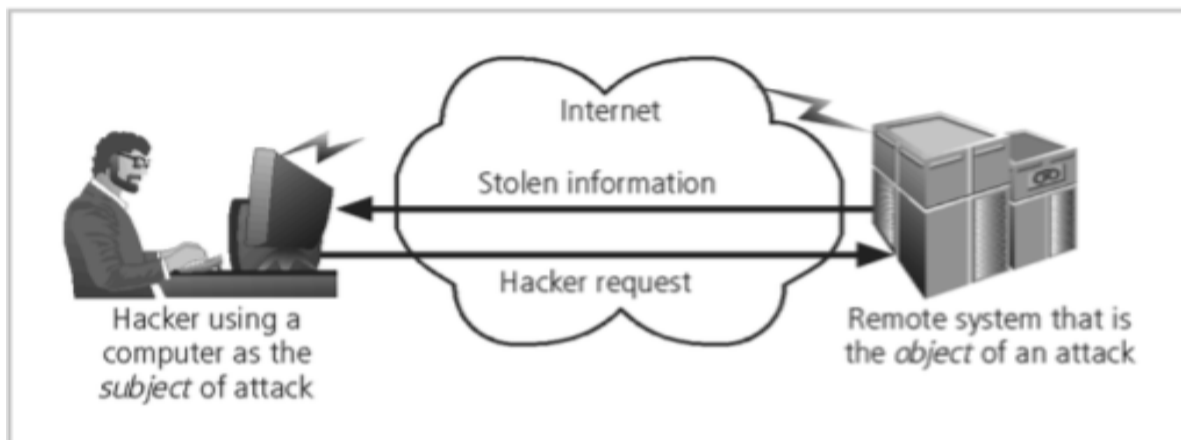 Internet
Stolen information
Hacker request
Hacker using a
computer as the
subject of attack
Remote system that is
the object of an attack